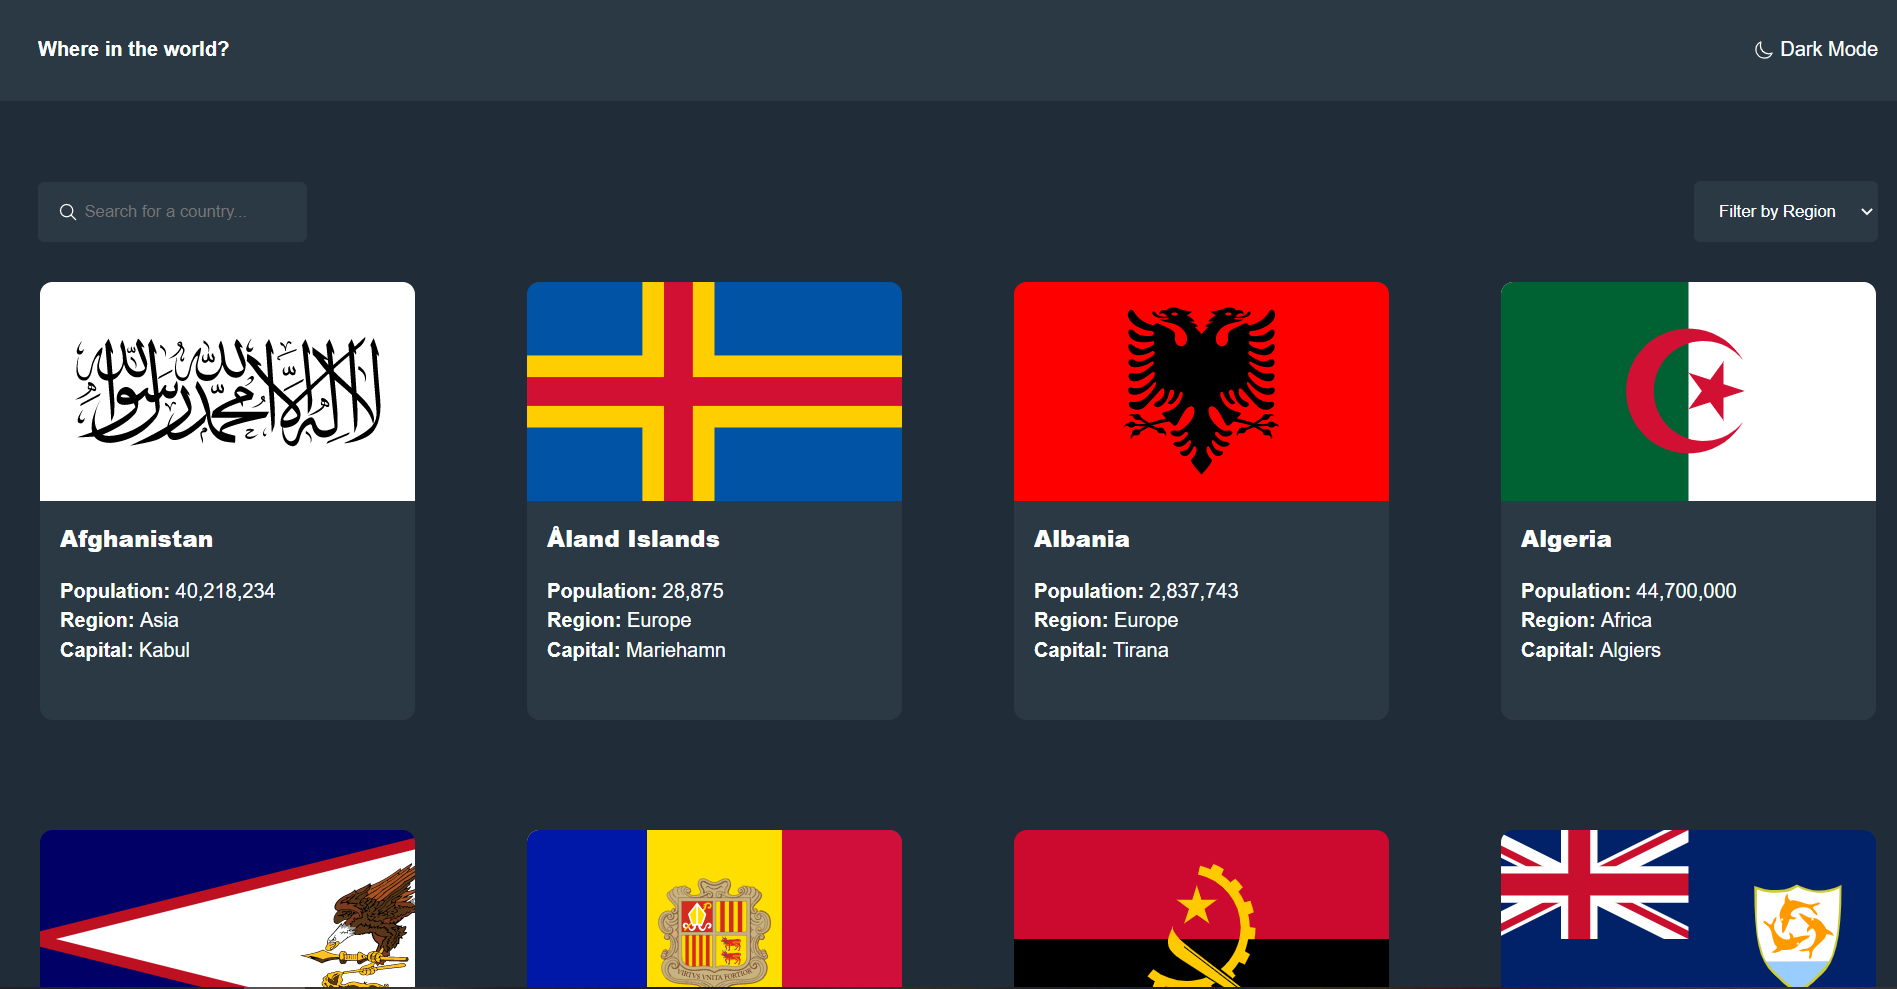 Where in the world?
Dark Mode
Search for a country...
Filter by Region
لا إله إلا الله محمد رسول الله
Afghanistan
Population: 40,218,234
Region: Asia
Capital: Kabul
Åland Islands
Population: 28,875
Region: Europe
Capital: Mariehamn
Albania
Population: 2,837,743
Region: Europe
Capital: Tirana
Algeria
Population: 44,700,000
Region: Africa
Capital: Algiers
VIRTVS VNITA FORTIOR